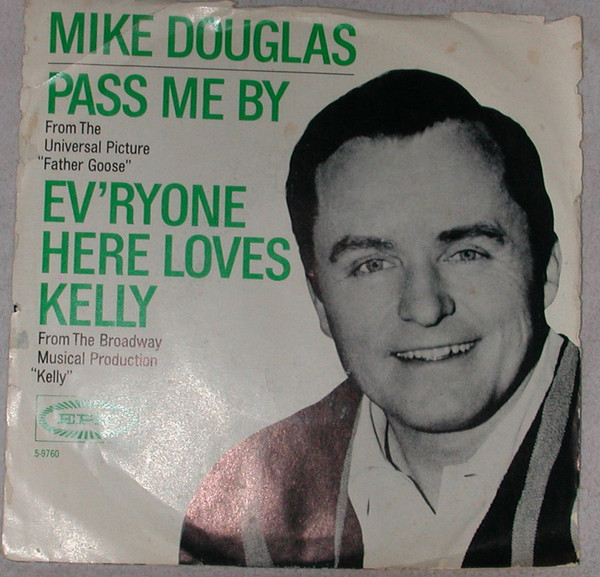 MIKE DOUGLAS
PASS ME BY
From The
Universal Picture
"Father Goose"
EV'RYONE
HERE LOVES
KELLY
From The Broadway
Musical Production
"Kelly"
EPIC
5-9760